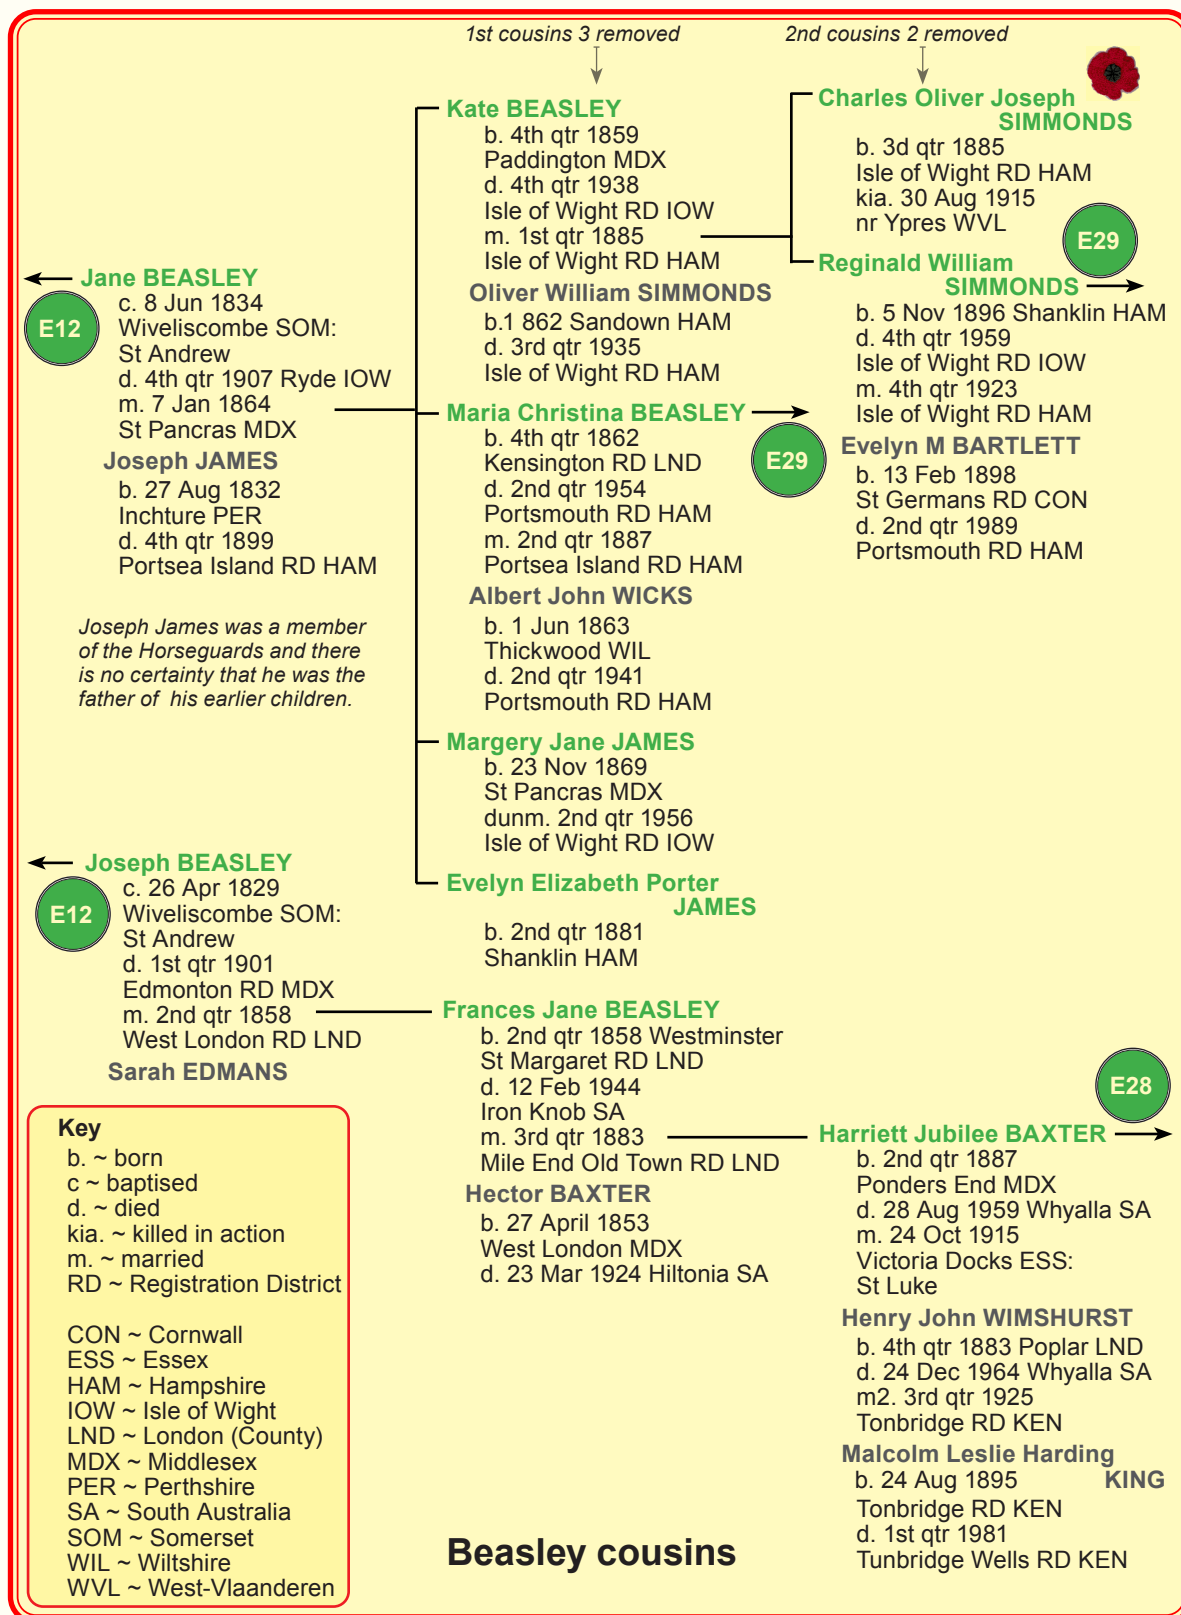 1st cousins 3 removed
2nd cousins 2 removed
Jane BEASLEY
E12
c. 8 Jun 1834
Wiveliscombe SOM:
St Andrew
d. 4th qtr 1907 Ryde IOW
m. 7 Jan 1864
St Pancras MDX
Joseph JAMES
b. 27 Aug 1832
Inchture PER
d. 4th qtr 1899
Portsea Island RD HAM
Joseph James was a member
of the Horseguards and there
is no certainty that he was the
father of  his earlier children.
Joseph BEASLEY
E12
c. 26 Apr 1829
Wiveliscombe SOM:
St Andrew
d. 1st qtr 1901
Edmonton RD MDX
m. 2nd qtr 1858
West London RD LND
Sarah EDMANS
Kate BEASLEY
b. 4th qtr 1859
Paddington MDX
d. 4th qtr 1938
Isle of Wight RD IOW
m. 1st qtr 1885
Isle of Wight RD HAM
Oliver William SIMMONDS
b.1 862 Sandown HAM
d. 3rd qtr 1935
Isle of Wight RD HAM
Maria Christina BEASLEY
E29
b. 4th qtr 1862
Kensington RD LND
d. 2nd qtr 1954
Portsmouth RD HAM
m. 2nd qtr 1887
Portsea Island RD HAM
Albert John WICKS
b. 1 Jun 1863
Thickwood WIL
d. 2nd qtr 1941
Portsmouth RD HAM
Margery Jane JAMES
b. 23 Nov 1869
St Pancras MDX
dunm. 2nd qtr 1956
Isle of Wight RD IOW
Evelyn Elizabeth Porter
JAMES
b. 2nd qtr 1881
Shanklin HAM
Frances Jane BEASLEY
b. 2nd qtr 1858 Westminster
St Margaret RD LND
d. 12 Feb 1944
Iron Knob SA
m. 3rd qtr 1883
Mile End Old Town RD LND
Hector BAXTER
b. 27 April 1853
West London MDX
d. 23 Mar 1924 Hiltonia SA
Charles Oliver Joseph
SIMMONDS
b. 3d qtr 1885
Isle of Wight RD HAM
kia. 30 Aug 1915
nr Ypres WVL
E29
Reginald William
SIMMONDS
b. 5 Nov 1896 Shanklin HAM
d. 4th qtr 1959
Isle of Wight RD IOW
m. 4th qtr 1923
Isle of Wight RD HAM
Evelyn M BARTLETT
b. 13 Feb 1898
St Germans RD CON
d. 2nd qtr 1989
Portsmouth RD HAM
E28
Harriett Jubilee BAXTER
b. 2nd qtr 1887
Ponders End MDX
d. 28 Aug 1959 Whyalla SA
m. 24 Oct 1915
Victoria Docks ESS:
St Luke
Henry John WIMSHURST
b. 4th qtr 1883 Poplar LND
d. 24 Dec 1964 Whyalla SA
m2. 3rd qtr 1925
Tonbridge RD KEN
Malcolm Leslie Harding
KING
b. 24 Aug 1895
Tonbridge RD KEN
d. 1st qtr 1981
Tunbridge Wells RD KEN
Key
b. ~ born
c ~ baptised
d. ~ died
kia. ~ killed in action
m. ~ married
RD ~ Registration District
CON ~ Cornwall
ESS ~ Essex
HAM ~ Hampshire
IOW ~ Isle of Wight
LND ~ London (County)
MDX ~ Middlesex
PER ~ Perthshire
SA ~ South Australia
SOM ~ Somerset
WIL ~ Wiltshire
WVL ~ West-Vlaanderen
Beasley cousins